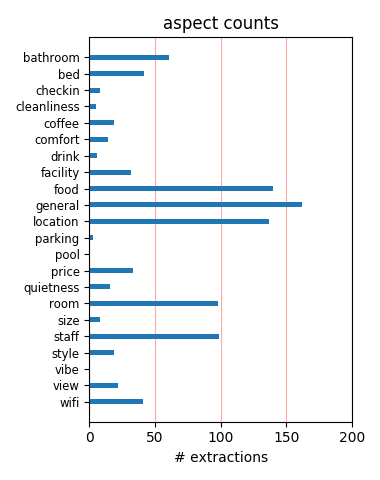 aspect counts
bathroom
bed
checkin
cleanliness
coffee
comfort
drink
facility
food
general
location
parking
pool
price
quietness
room
size
staff
style
vibe
view
wifi
0 50 100 150 200
# extractions